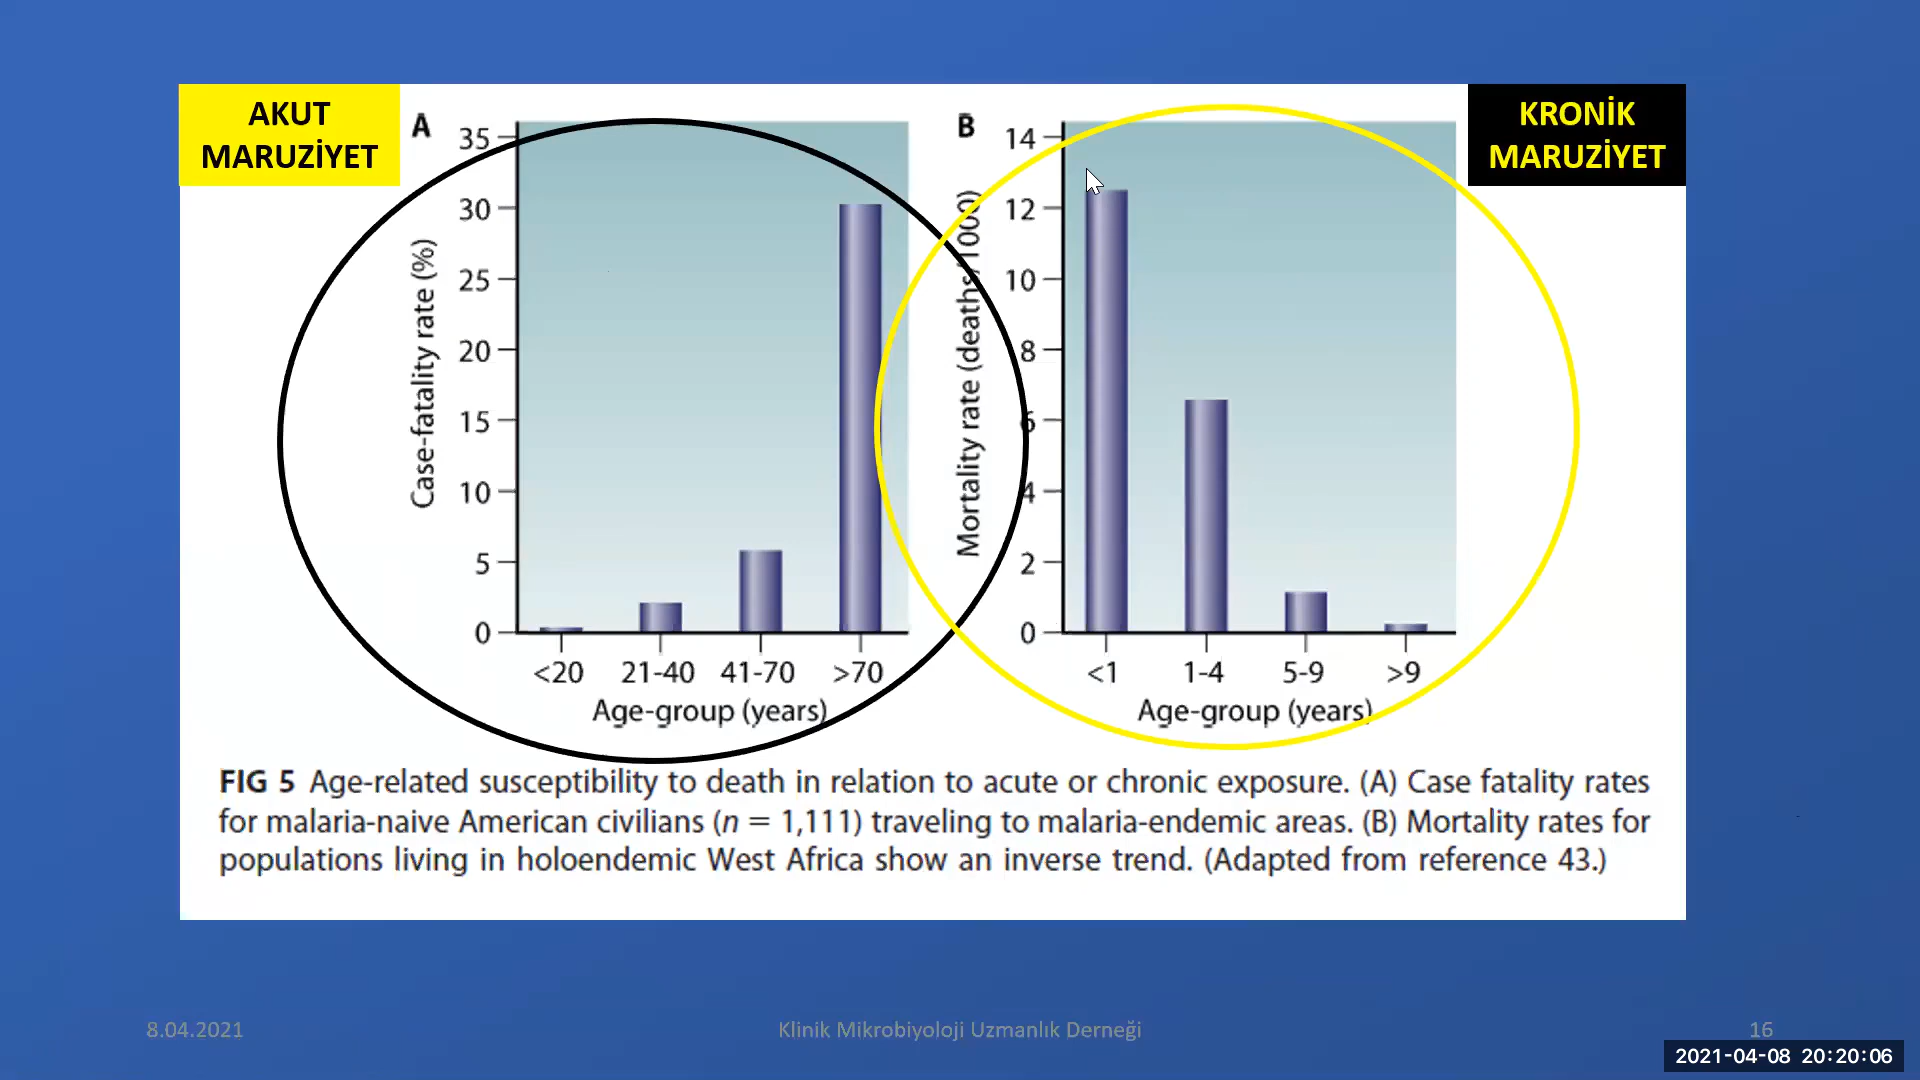 AKUT
MARUZİYET
KRONİK
MARUZİYET
A
Case-fatality rate (%)
35
30
25
20
15
10
5
0
<20 21-40 41-70 >70
Age-group (years)
B
Mortality rate (deaths/1000)
14
12
10
8
6
4
2
0
<1 1-4 5-9 >9
Age-group (years)
FIG 5 Age-related susceptibility to death in relation to acute or chronic exposure. (A) Case fatality rates
for malaria-naive American civilians (n = 1,111) traveling to malaria-endemic areas. (B) Mortality rates for
populations living in holoendemic West Africa show an inverse trend. (Adapted from reference 43.)
8.04.2021 Klinik Mikrobiyoloji Uzmanlık Derneği 16
2021-04-08 20:20:06